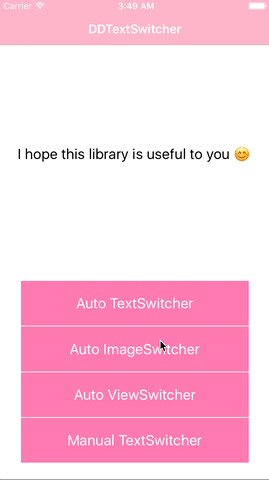 Carrier 3:49 AM
DDTextSwitcher
I hope this library is useful to you 😊
Auto TextSwitcher
Auto ImageSwitcher
Auto ViewSwitcher
Manual TextSwitcher